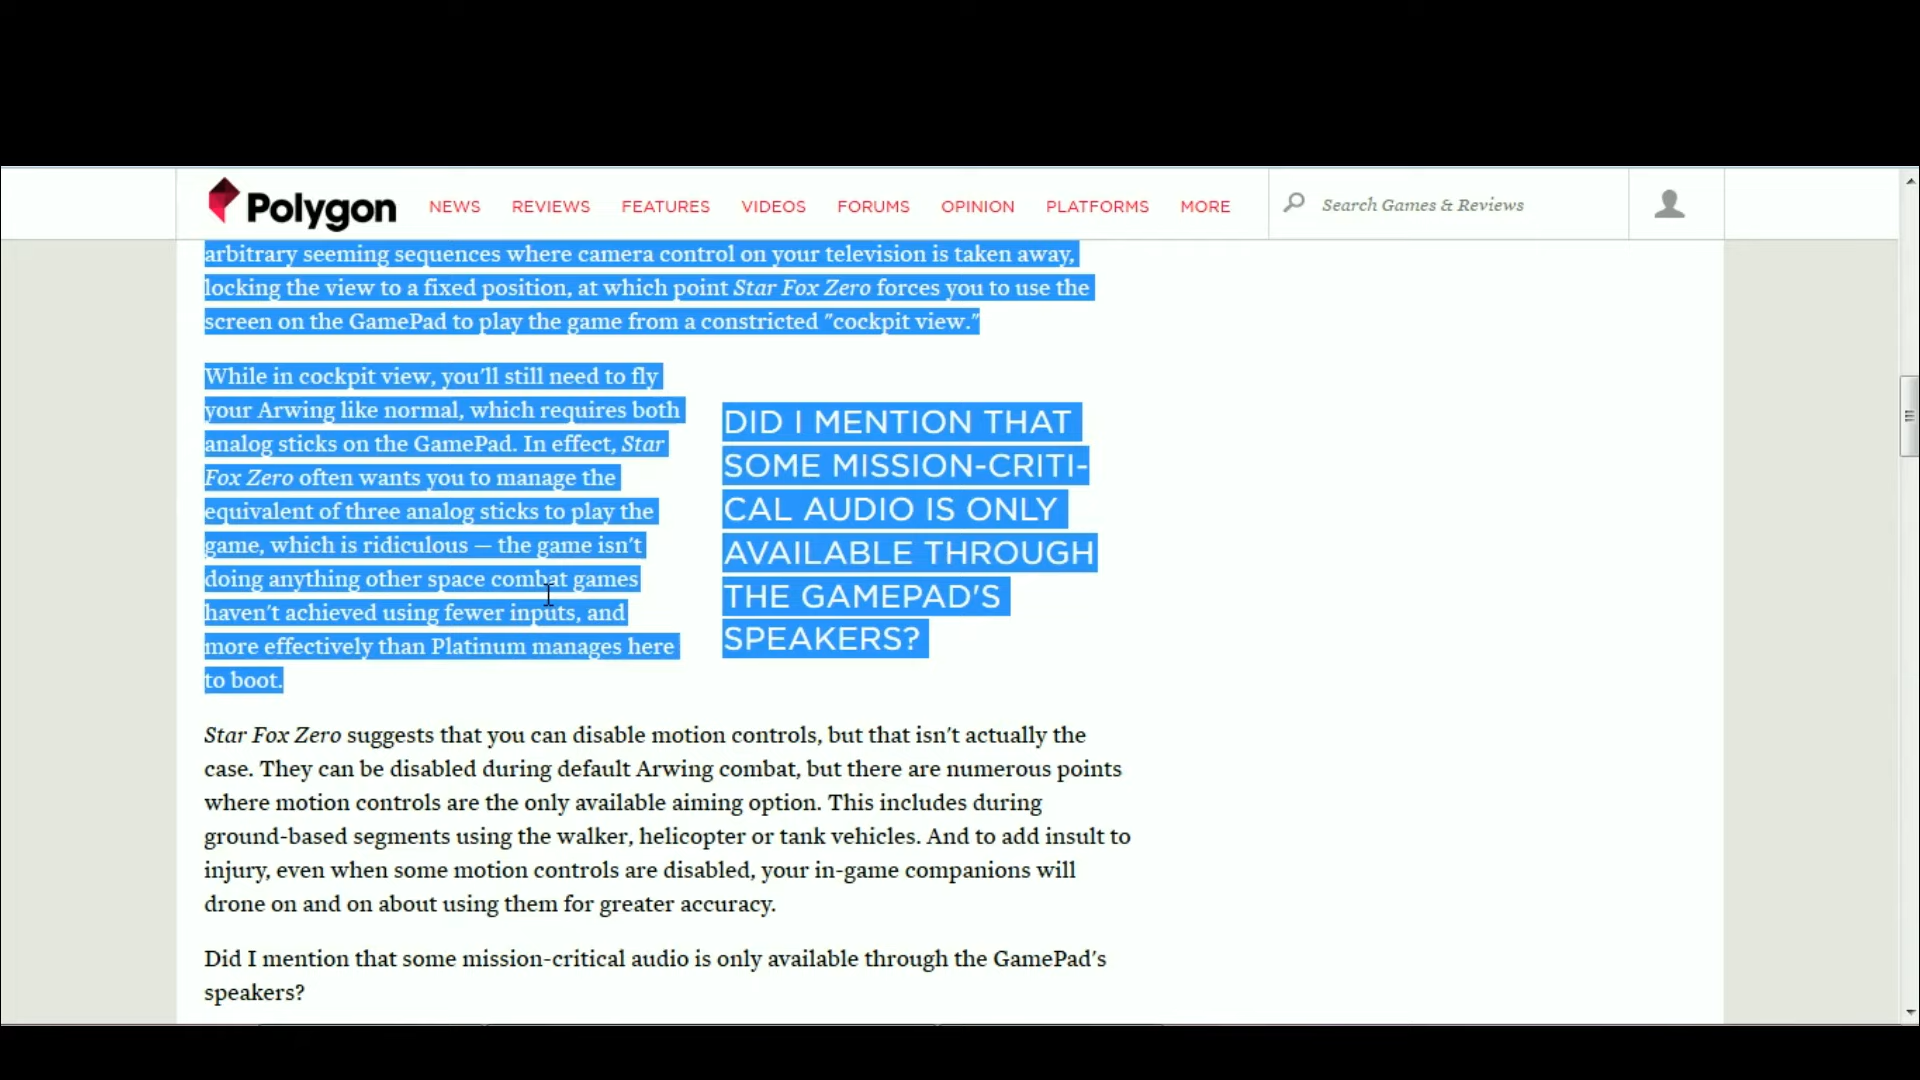 Polygon
NEWS REVIEWS FEATURES VIDEOS FORUMS OPINION PLATFORMS MORE
Search Games & Reviews
arbitrary seeming sequences where camera control on your television is taken away,
locking the view to a fixed position, at which point Star Fox Zero forces you to use the
screen on the GamePad to play the game from a constricted "cockpit view."
While in cockpit view, you'll still need to fly
your Arwing like normal, which requires both
analog sticks on the GamePad. In effect, Star
Fox Zero often wants you to manage the
equivalent of three analog sticks to play the
game, which is ridiculous — the game isn't
doing anything other space combat games
haven't achieved using fewer inputs, and
more effectively than Platinum manages here
to boot.
DID I MENTION THAT
SOME MISSION-CRITI-
CAL AUDIO IS ONLY
AVAILABLE THROUGH
THE GAMEPAD'S
SPEAKERS?
Star Fox Zero suggests that you can disable motion controls, but that isn't actually the
case. They can be disabled during default Arwing combat, but there are numerous points
where motion controls are the only available aiming option. This includes during
ground-based segments using the walker, helicopter or tank vehicles. And to add insult to
injury, even when some motion controls are disabled, your in-game companions will
drone on and on about using them for greater accuracy.
Did I mention that some mission-critical audio is only available through the GamePad's
speakers?